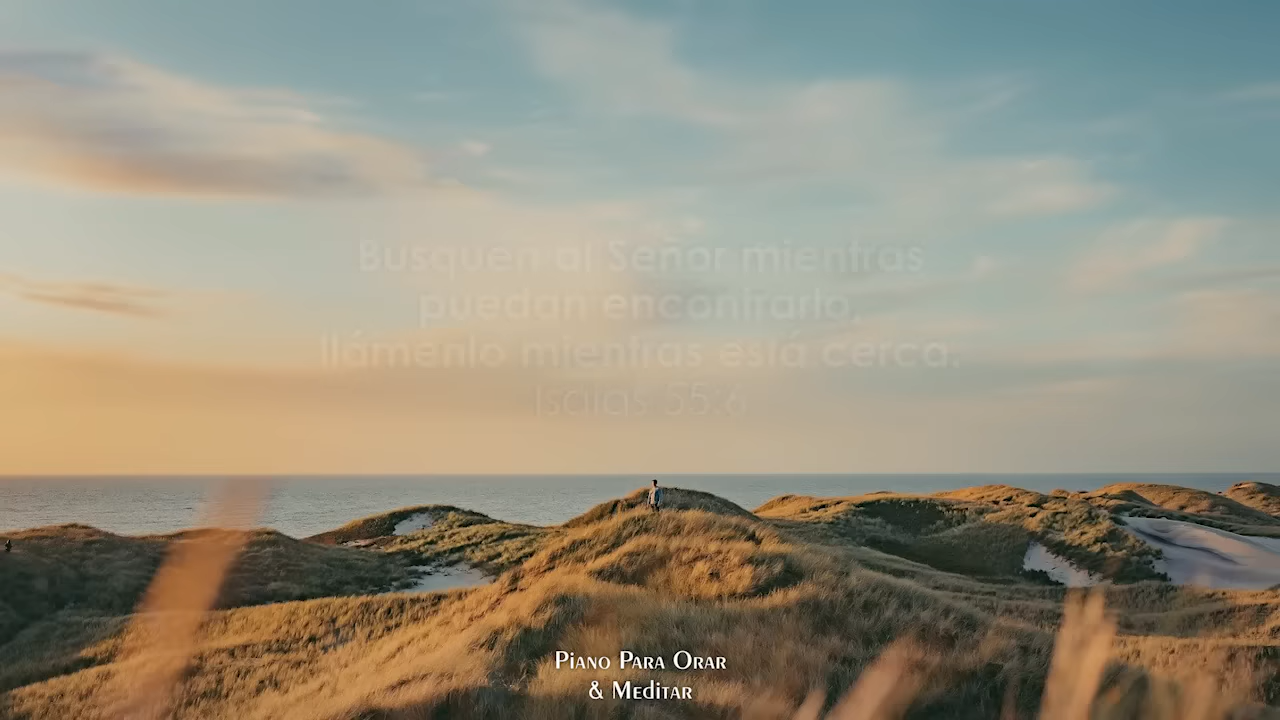 Busquen al Señor mientras
puedan encontrarlo,
llámenlo mientras está cerca.
Isaías 55:6
Piano Para Orar
& Meditar